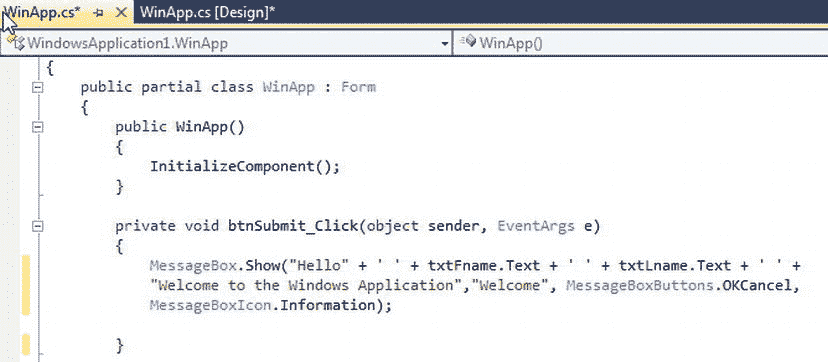 WinApp.cs* WinApp.cs [Design]*
WindowsApplication1.WinApp WinApp()
{
public partial class WinApp : Form
{
public WinApp()
{
InitializeComponent();
}
private void btnSubmit_Click(object sender, EventArgs e)
{
MessageBox.Show("Hello" + ' ' + txtFname.Text + ' ' + txtLname.Text + ' ' +
"Welcome to the Windows Application","Welcome", MessageBoxButtons.OKCancel,
MessageBoxIcon.Information);
}